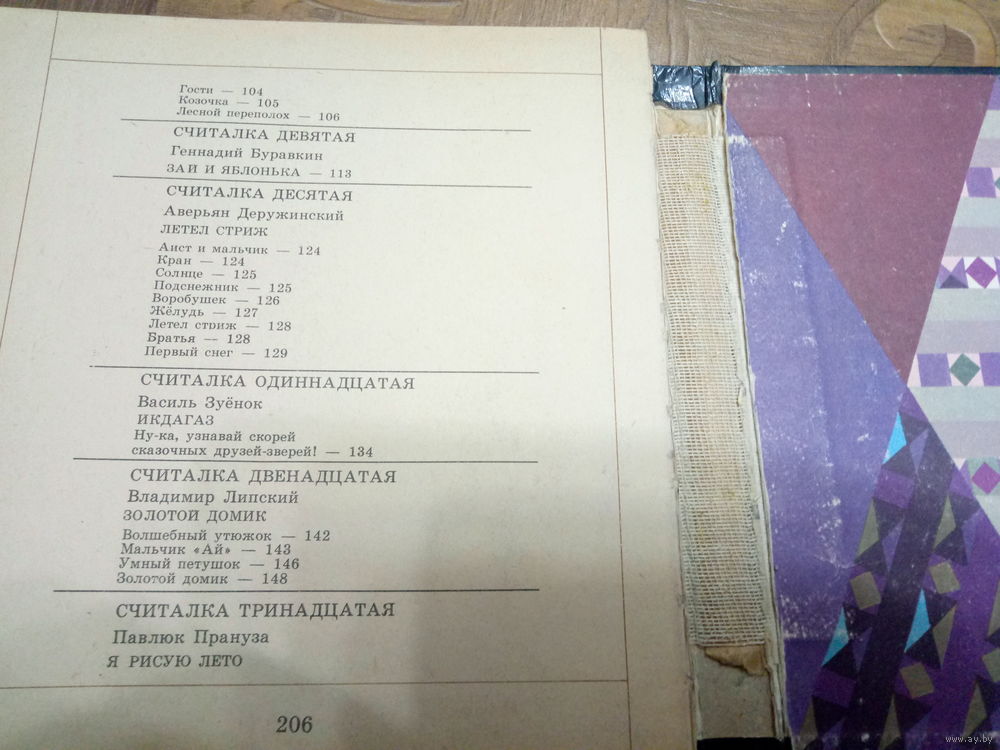 Гости — 104
Козочка — 105
Лесной переполох — 106
СЧИТАЛКА ДЕВЯТАЯ
Геннадий Буравкин
ЗАЙ И ЯБЛОНЬКА — 113
СЧИТАЛКА ДЕСЯТАЯ
Аверьян Деружинский
ЛЕТЕЛ СТРИЖ
Аист и мальчик — 124
Кран — 124
Солнце — 125
Подснежник — 125
Воробушек — 126
Жёлудь — 127
Летел стриж — 128
Братья — 128
Первый снег — 129
СЧИТАЛКА ОДИННАДЦАТАЯ
Василь Зуёнок
ИКДАГАЗ
Ну-ка, узнавай скорей
сказочных друзей-зверей! — 134
СЧИТАЛКА ДВЕНАДЦАТАЯ
Владимир Липский
ЗОЛОТОЙ ДОМИК
Волшебный утюжок — 142
Мальчик «Ай» — 143
Умный петушок — 146
Золотой домик — 148
СЧИТАЛКА ТРИНАДЦАТАЯ
Павлюк Прануза
Я РИСУЮ ЛЕТО
206
www.ay.by